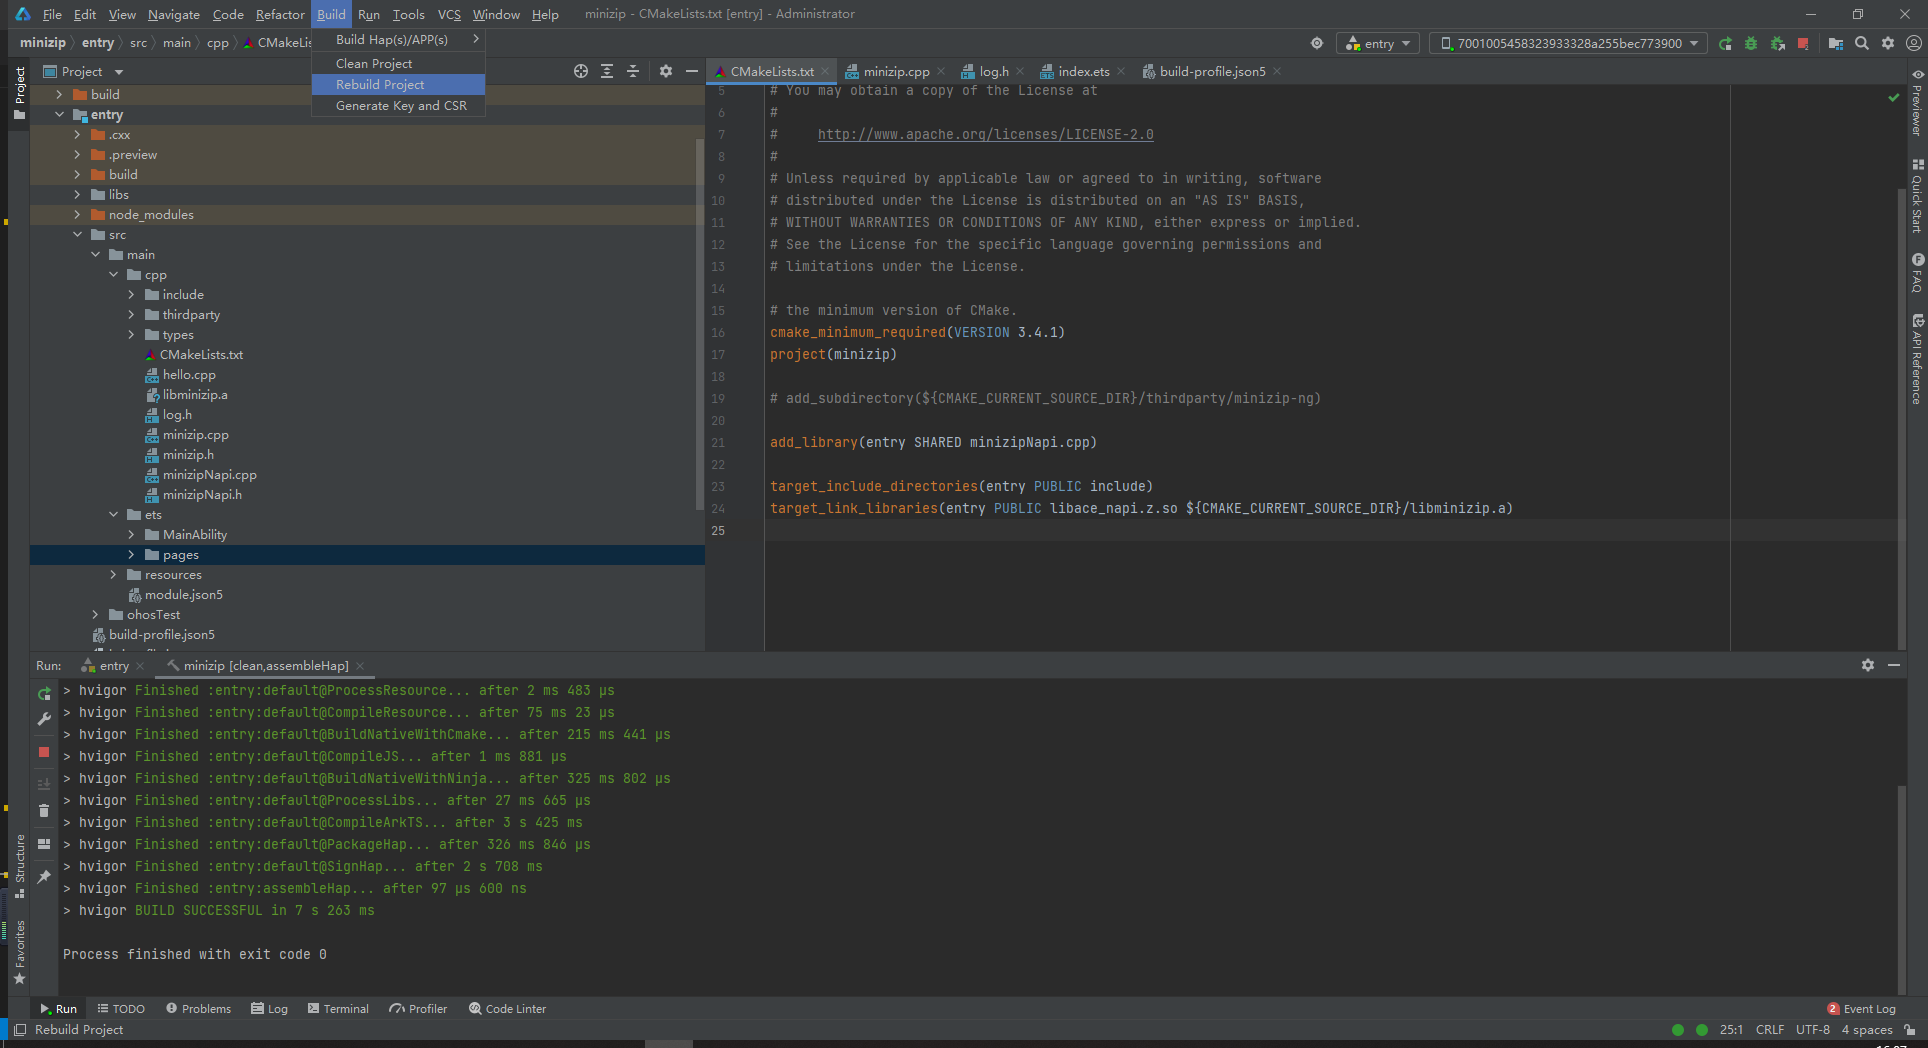 File Edit View Navigate Code Refactor Build Run Tools VCS Window Help minizip - CMakeLists.txt [entry] - Administrator
minizip entry src main cpp CMakeLis
entry 7001005458323933328a255bec773900
Build Hap(s)/APP(s)
Clean Project
Rebuild Project
Generate Key and CSR
Project
Project
build
entry
.cxx
.preview
build
libs
node_modules
src
main
cpp
include
thirdparty
types
CMakeLists.txt
hello.cpp
libminizip.a
log.h
minizip.cpp
minizip.h
minizipNapi.cpp
minizipNapi.h
ets
MainAbility
pages
resources
module.json5
ohosTest
build-profile.json5
CMakeLists.txt minizip.cpp log.h index.ets build-profile.json5
5 # You may obtain a copy of the License at
6 #
7 # http://www.apache.org/licenses/LICENSE-2.0
8 #
9 # Unless required by applicable law or agreed to in writing, software
10 # distributed under the License is distributed on an "AS IS" BASIS,
11 # WITHOUT WARRANTIES OR CONDITIONS OF ANY KIND, either express or implied.
12 # See the License for the specific language governing permissions and
13 # limitations under the License.
14
15 # the minimum version of CMake.
16 cmake_minimum_required(VERSION 3.4.1)
17 project(minizip)
18
19 # add_subdirectory(${CMAKE_CURRENT_SOURCE_DIR}/thirdparty/minizip-ng)
20
21 add_library(entry SHARED minizipNapi.cpp)
22
23 target_include_directories(entry PUBLIC include)
24 target_link_libraries(entry PUBLIC libace_napi.z.so ${CMAKE_CURRENT_SOURCE_DIR}/libminizip.a)
25
Previewer
Quick Start
FAQ
API Reference
Run: entry minizip [clean,assembleHap]
> hvigor Finished :entry:default@ProcessResource... after 2 ms 483 µs
> hvigor Finished :entry:default@CompileResource... after 75 ms 23 µs
> hvigor Finished :entry:default@BuildNativeWithCmake... after 215 ms 441 µs
> hvigor Finished :entry:default@CompileJS... after 1 ms 881 µs
> hvigor Finished :entry:default@BuildNativeWithNinja... after 325 ms 802 µs
> hvigor Finished :entry:default@ProcessLibs... after 27 ms 665 µs
> hvigor Finished :entry:default@CompileArkTS... after 3 s 425 ms
> hvigor Finished :entry:default@PackageHap... after 326 ms 846 µs
> hvigor Finished :entry:default@SignHap... after 2 s 708 ms
> hvigor Finished :entry:assembleHap... after 97 µs 600 ns
> hvigor BUILD SUCCESSFUL in 7 s 263 ms
Process finished with exit code 0
Structure
Favorites
Run TODO Problems Log Terminal Profiler Code Linter 2 Event Log
Rebuild Project 25:1 CRLF UTF-8 4 spaces